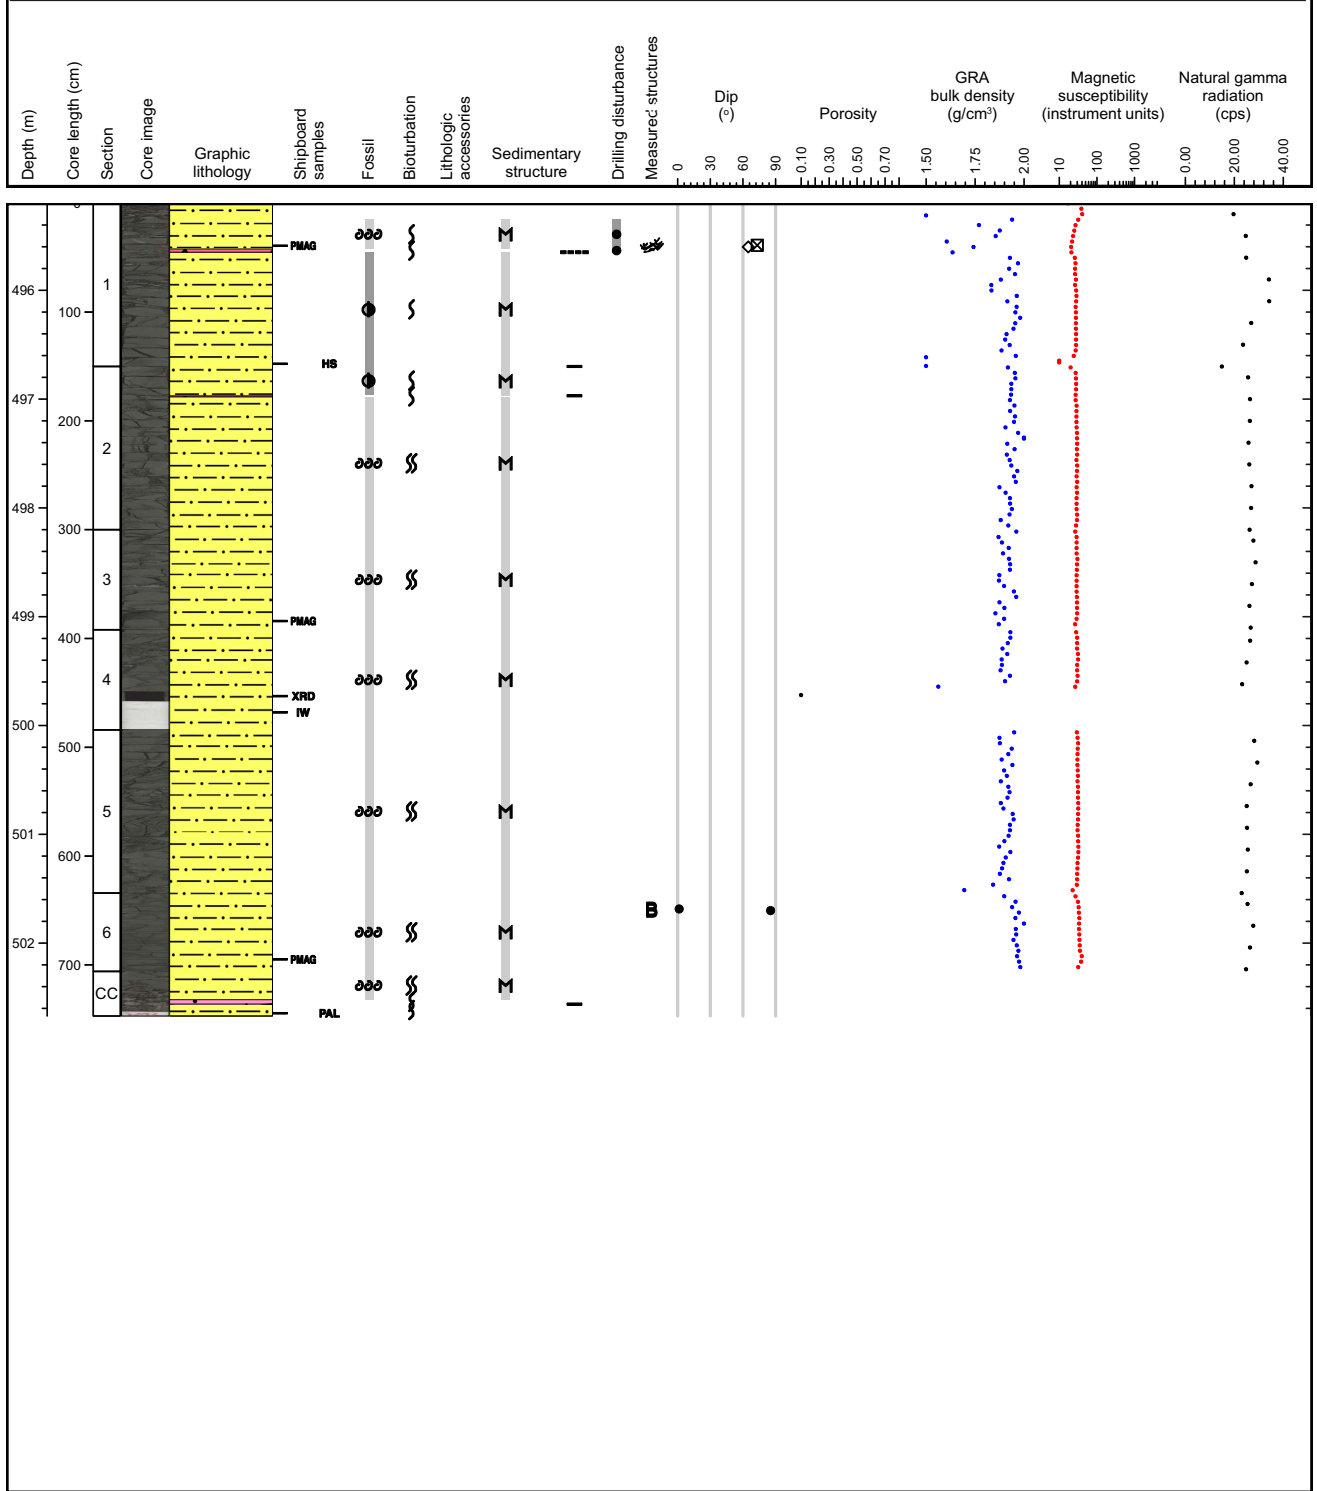 Depth (m)
Core length (cm)
Section
Core image
Graphic
lithology
Shipboard
samples
Fossil
Bioturbation
Lithologic
accessories
Sedimentary
structure
Drilling disturbance
Measured structures
Dip
(o)
0 30 60 90
Porosity
0.10 0.30 0.50 0.70
GRA
bulk density
(g/cm³)
1.50 1.75 2.00
Magnetic
susceptibility
(instrument units)
10 100 1000
Natural gamma
radiation
(cps)
0.00 20.00 40.00
0
PMAG
1
496
100
HS
497
200
2
498
300
3
499
PMAG
400
4
XRD
IW
500
500
5
501
600
B
6
502
PMAG
700
CC
PAL